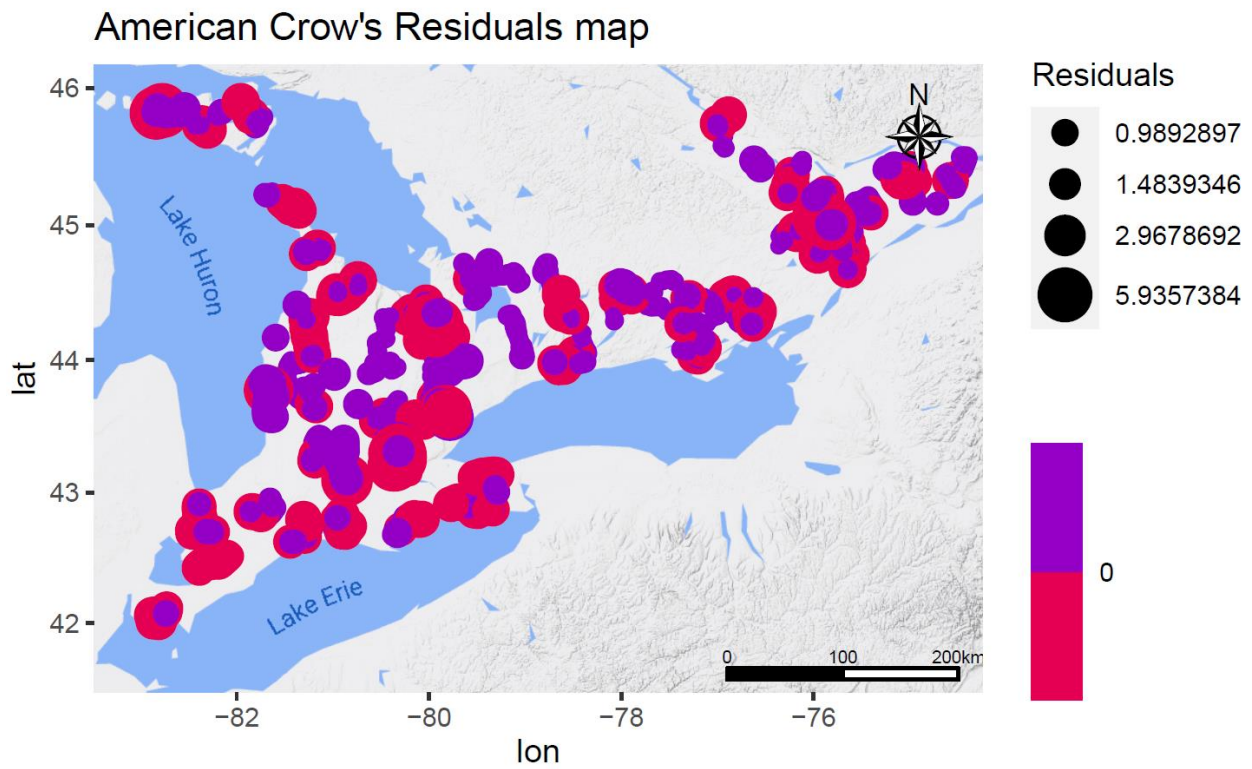 American Crow's Residuals map
46
45
44
43
42
lat
Lake Huron
Lake Erie
N
0 100 200km
−82 −80 −78 −76
lon
Residuals
0.9892897
1.4839346
2.9678692
5.9357384
0